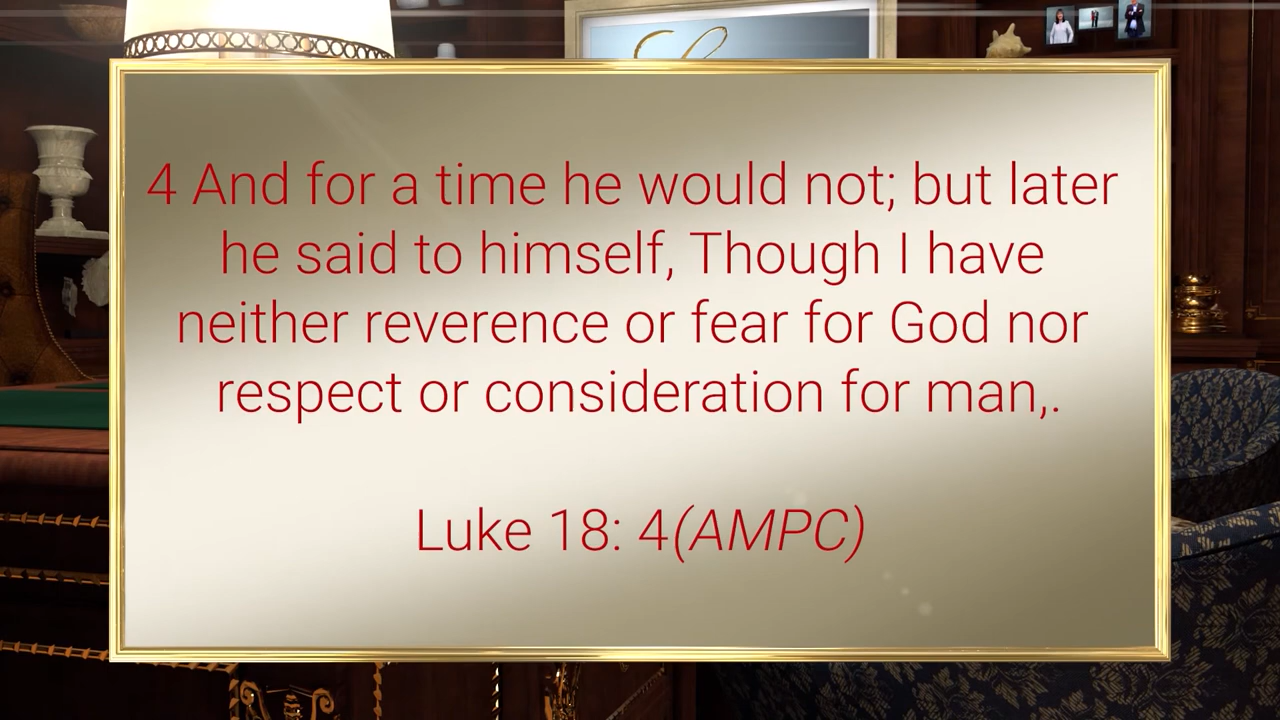 4 And for a time he would not; but later
he said to himself, Though I have
neither reverence or fear for God nor
respect or consideration for man,.
Luke 18: 4(AMPC)